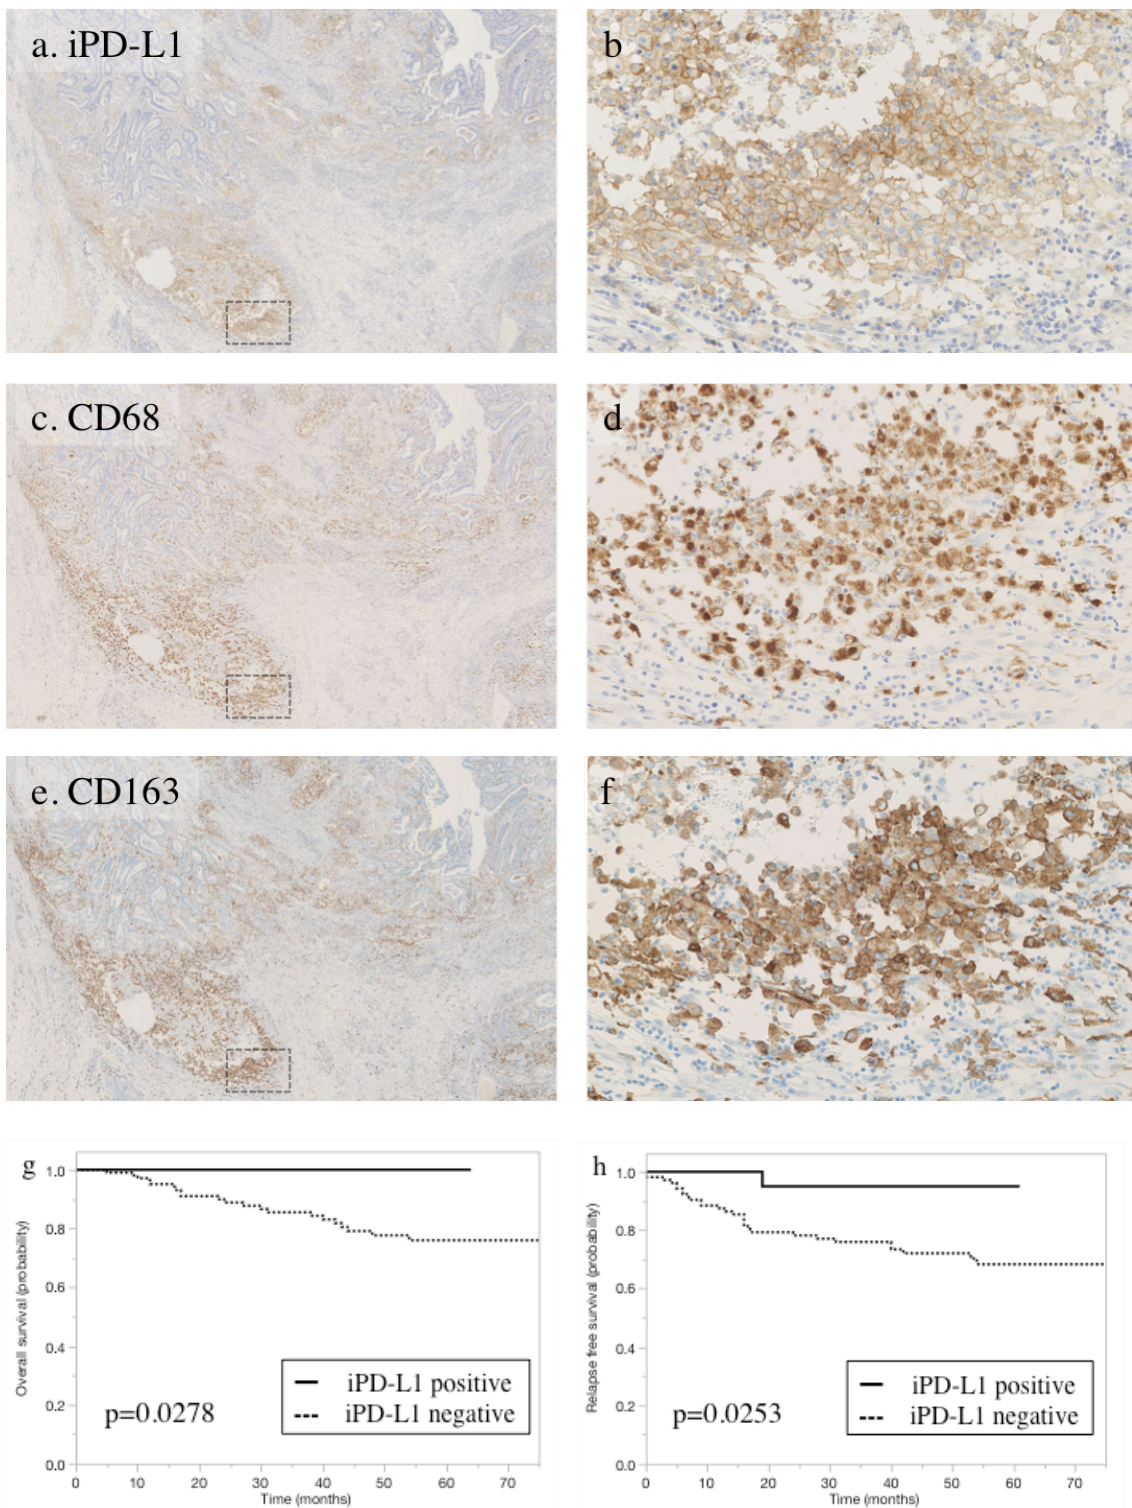 a. iPD-L1
b
c. CD68
d
e. CD163
f
g
1.0
0.8
0.6
0.4
0.2
0.0
Overall survival (probability)
iPD-L1 positive
iPD-L1 negative
p=0.0278
0 10 20 30 40 50 60 70
Time (months)
h
1.0
0.8
0.6
0.4
0.2
0.0
Relapse free survival (probability)
iPD-L1 positive
iPD-L1 negative
p=0.0253
0 10 20 30 40 50 60 70
Time (months)